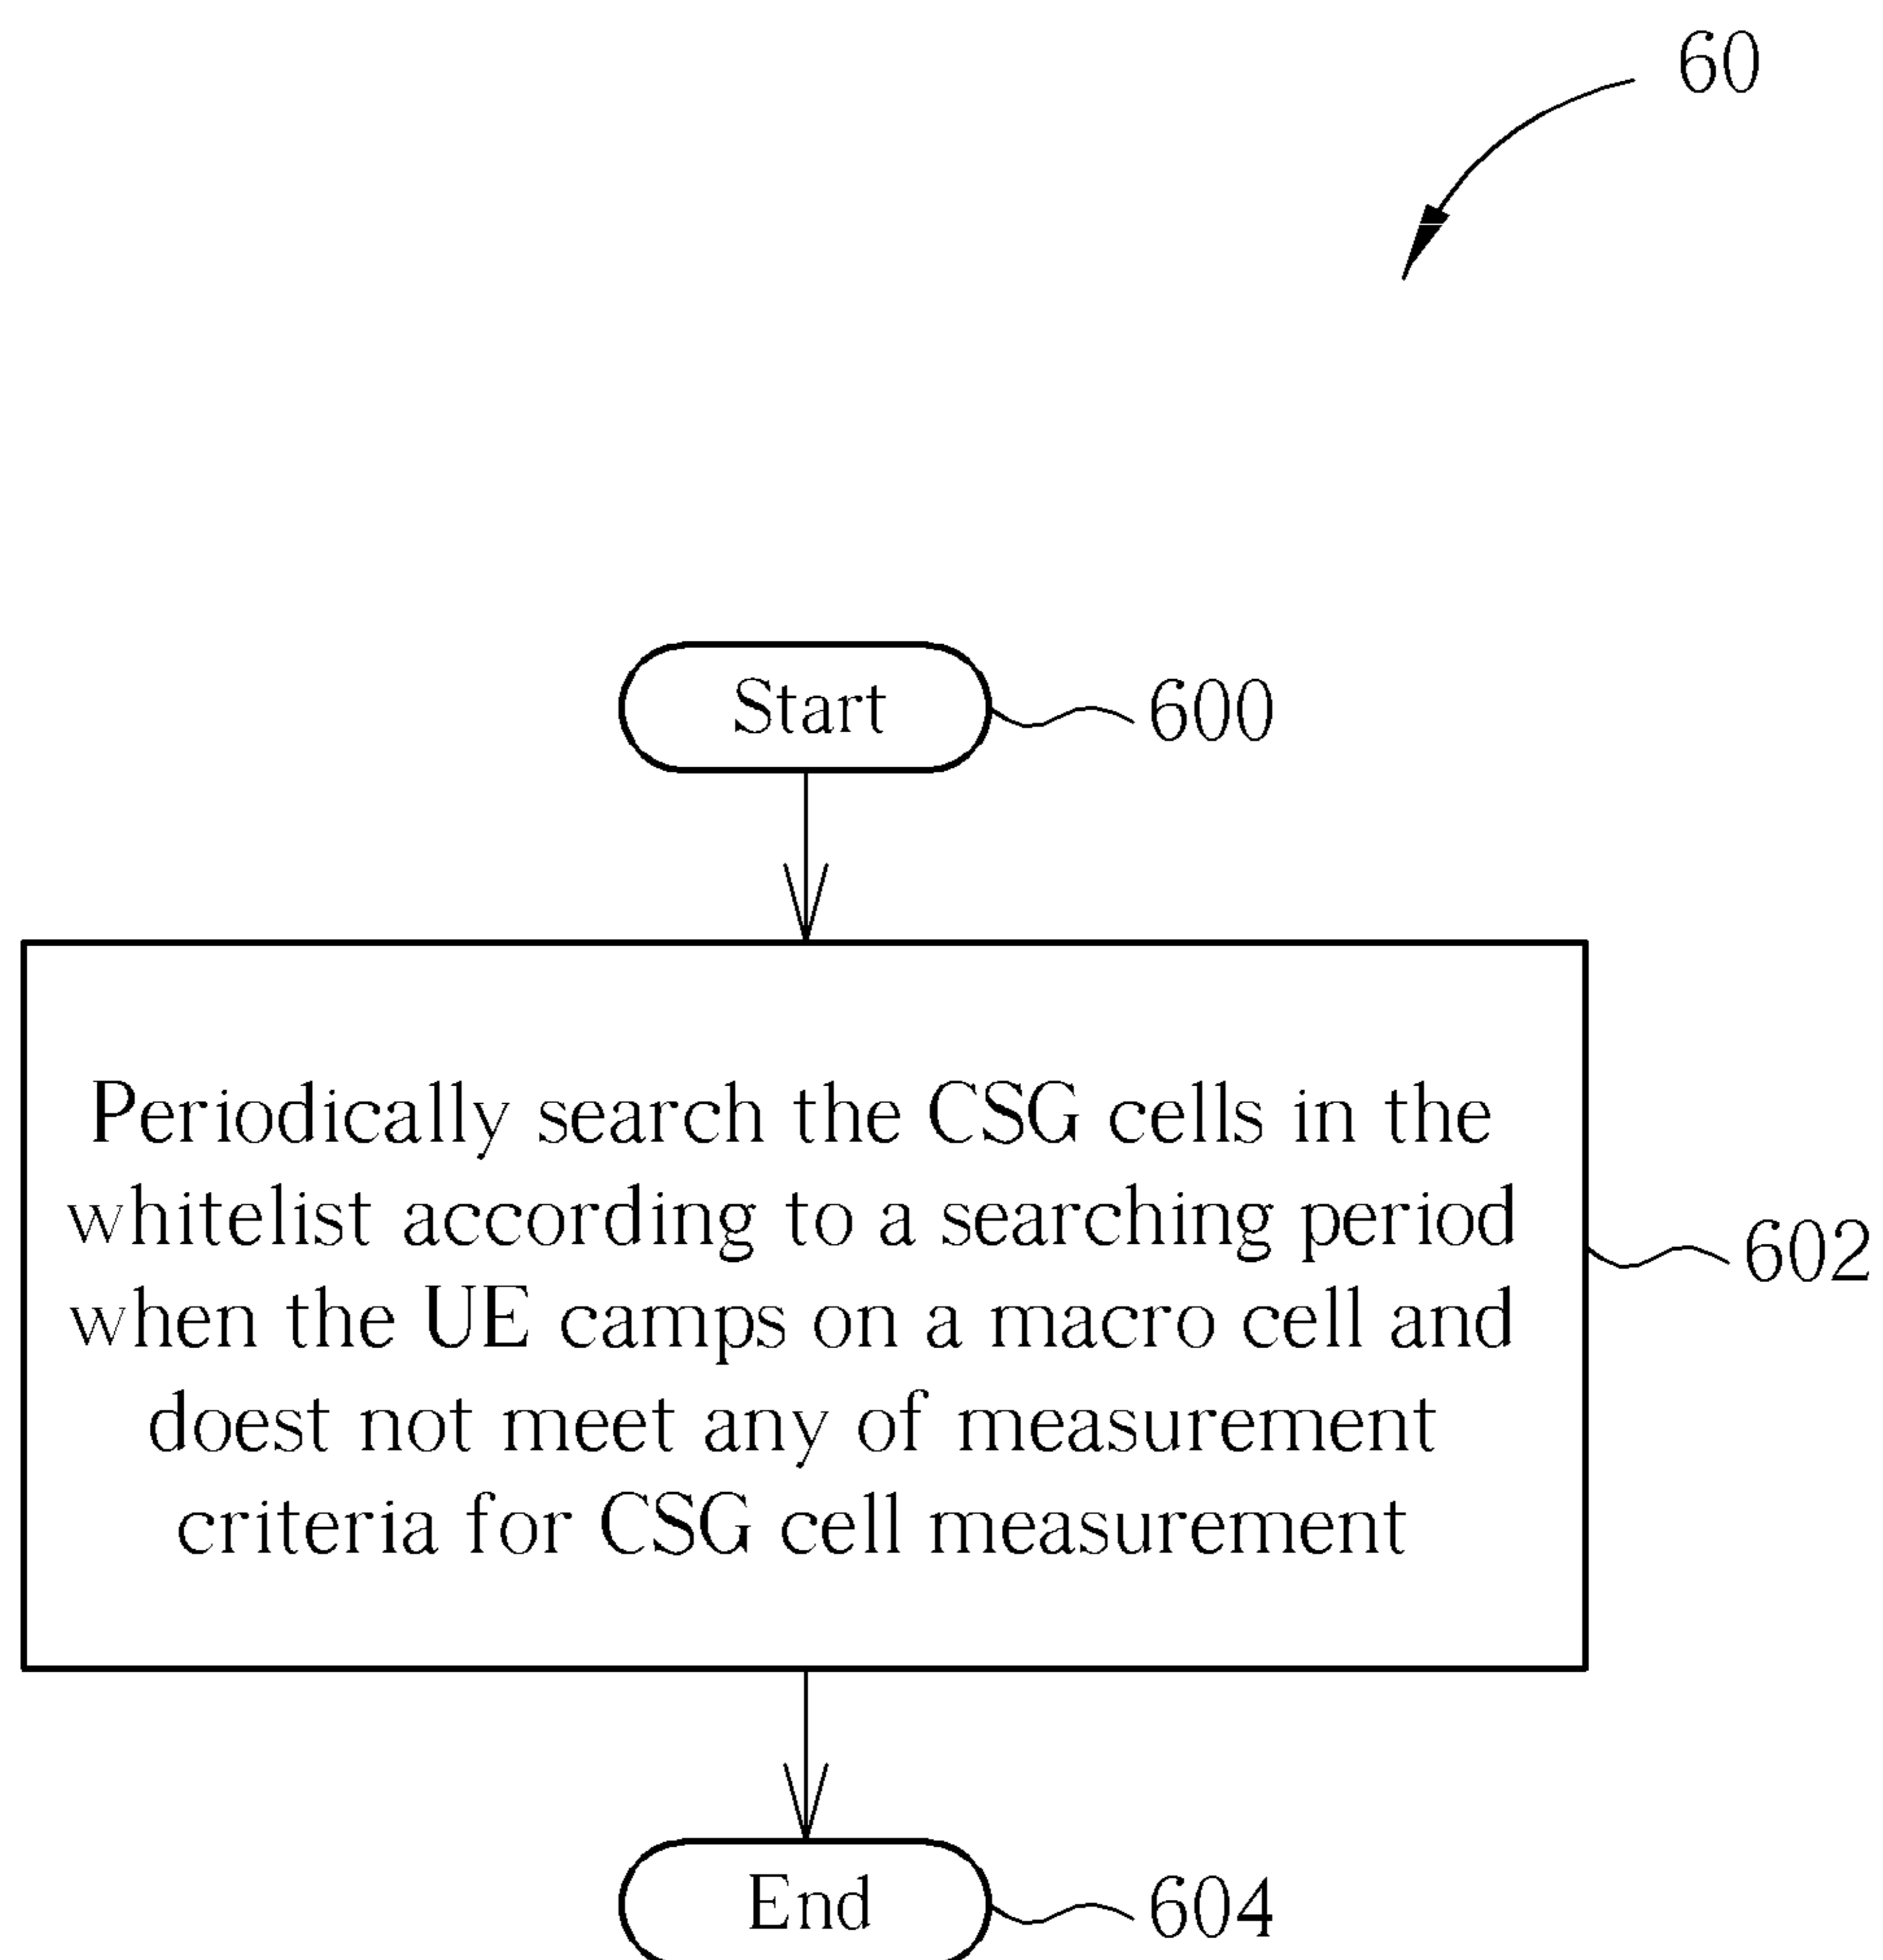 60
Start
600
Periodically search the CSG cells in the
whitelist according to a searching period
when the UE camps on a macro cell and
doest not meet any of measurement
criteria for CSG cell measurement
602
End
604